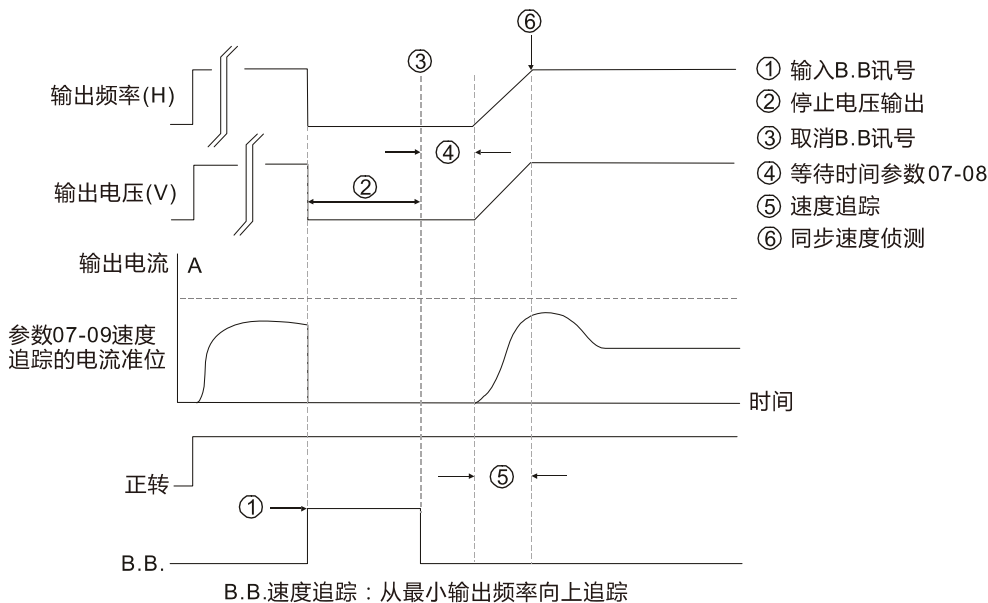 ⑥
③
① 输入B.B讯号
② 停止电压输出
③ 取消B.B讯号
④ 等待时间参数07-08
⑤ 速度追踪
⑥ 同步速度侦测
输出频率(H)
④
输出电压(V)
②
输出电流 A
参数07-09速度
追踪的电流准位
时间
正转
⑤
①
B.B.
B.B.速度追踪：从最小输出频率向上追踪